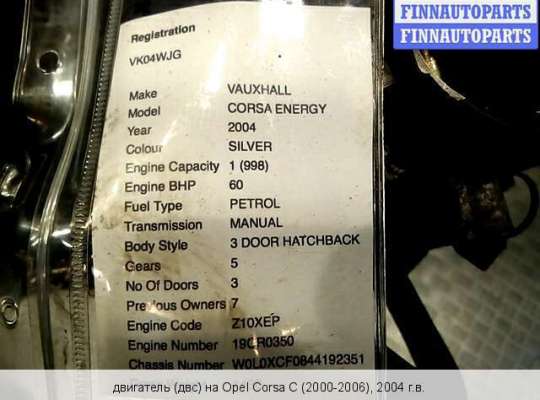 FINNAUTOPARTS
FINNAUTOPARTS
Registration
VK04WJG
Make VAUXHALL
Model CORSA ENERGY
Year 2004
Colour SILVER
Engine Capacity 1 (998)
Engine BHP 60
Fuel Type PETROL
Transmission MANUAL
Body Style 3 DOOR HATCHBACK
Gears 5
No Of Doors 3
Previous Owners 7
Engine Code Z10XEP
Engine Number 19CR0350
Chassis Number W0L0XCF0844192351
двигатель (двс) на Opel Corsa C (2000-2006), 2004 г.в.